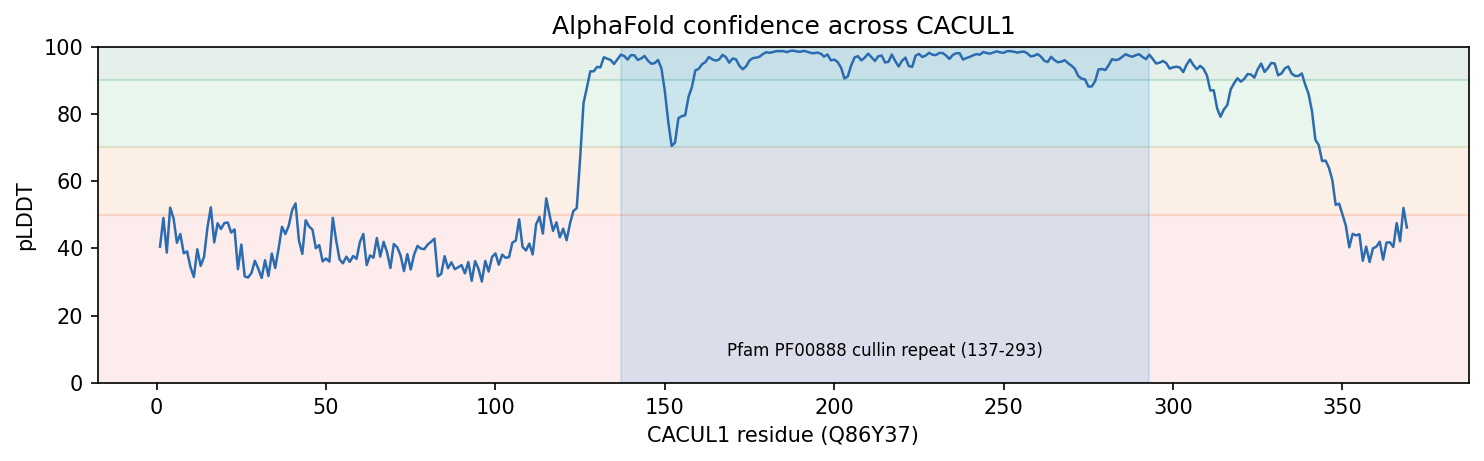 AlphaFold confidence across CACUL1
100
80
60
40
20
0
pLDDT
Pfam PF00888 cullin repeat (137-293)
0 50 100 150 200 250 300 350
CACUL1 residue (Q86Y37)